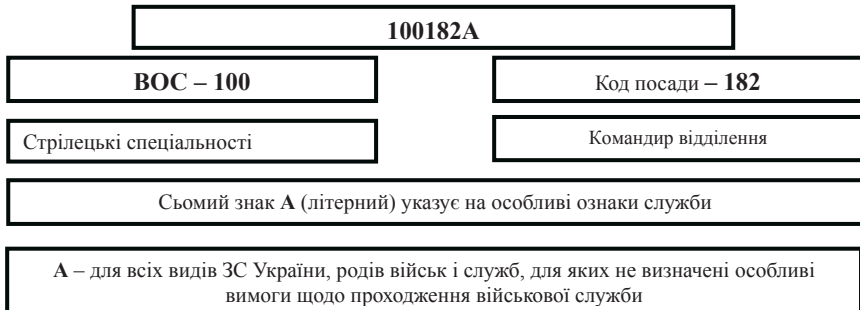 100182А
ВОС – 100
Код посади – 182
Стрілецькі спеціальності
Командир відділення
Сьомий знак А (літерний) указує на особливі ознаки служби
А – для всіх видів ЗС України, родів військ і служб, для яких не визначені особливі
вимоги щодо проходження військової служби